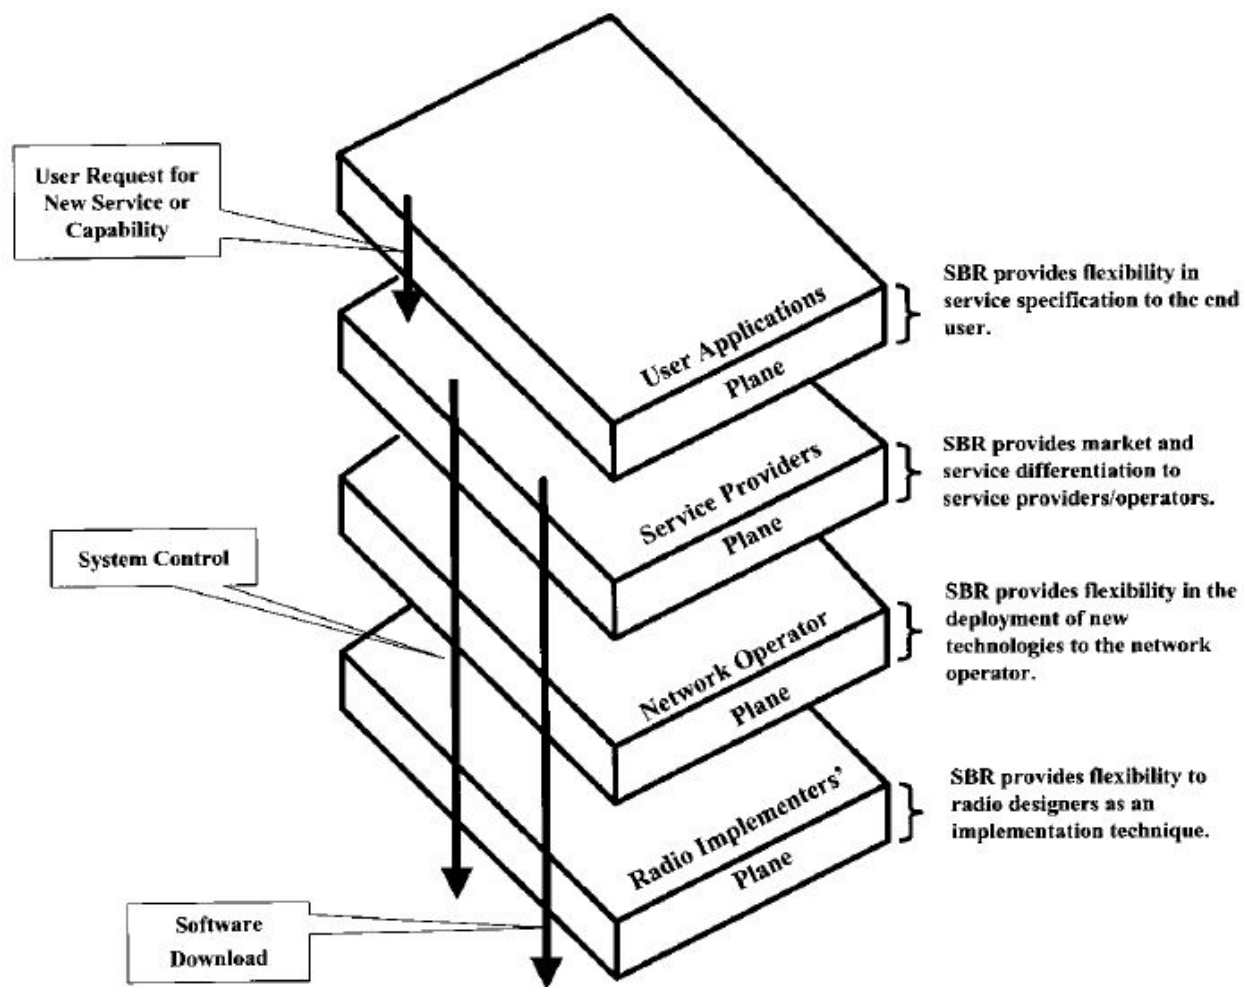 User Request for
New Service or
Capability
User Applications
Plane
SBR provides flexibility in
service specification to thc cnd
user.
Service Providers
Plane
SBR provides market and
service differentiation to
service providers/operators.
System Control
Network Operator
Plane
SBR provides flexibility in the
deployment of new
technologies to the network
operator.
Radio Implementers’
Plane
SBR provides flexibility to
radio designers as an
implementation technique.
Software
Download